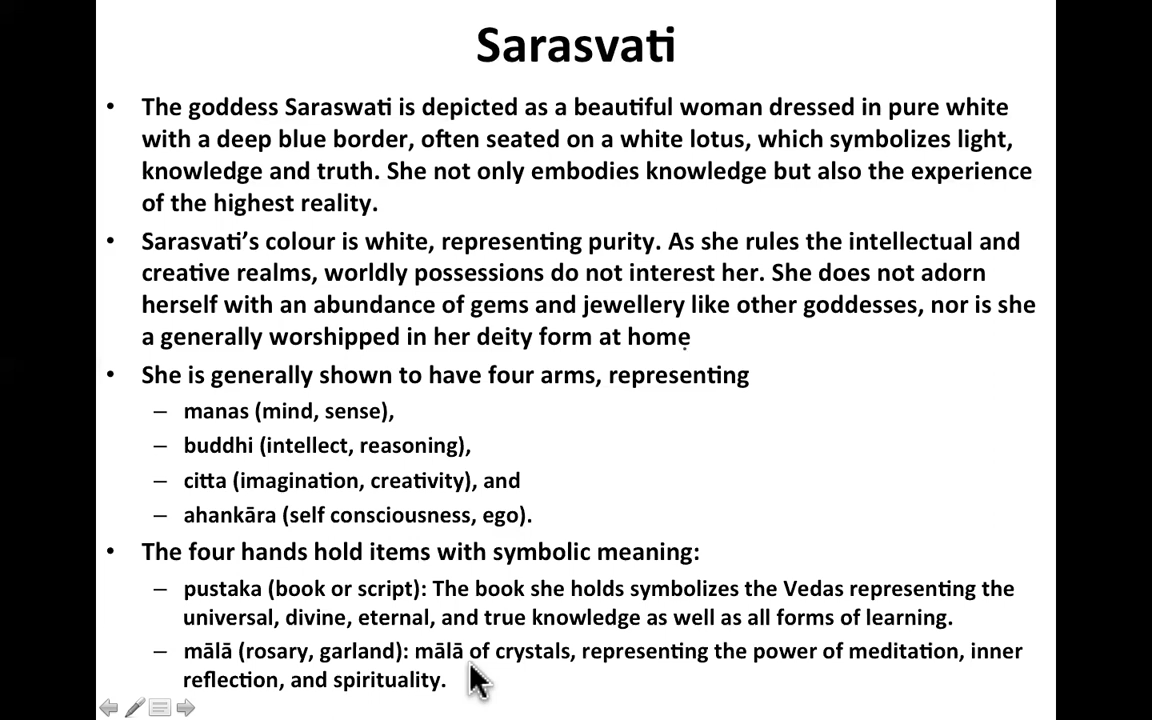 Sarasvati
• The goddess Saraswati is depicted as a beautiful woman dressed in pure white
with a deep blue border, often seated on a white lotus, which symbolizes light,
knowledge and truth. She not only embodies knowledge but also the experience
of the highest reality.
• Sarasvati’s colour is white, representing purity. As she rules the intellectual and
creative realms, worldly possessions do not interest her. She does not adorn
herself with an abundance of gems and jewellery like other goddesses, nor is she
a generally worshipped in her deity form at home
• She is generally shown to have four arms, representing
– manas (mind, sense),
– buddhi (intellect, reasoning),
– citta (imagination, creativity), and
– ahankāra (self consciousness, ego).
• The four hands hold items with symbolic meaning:
– pustaka (book or script): The book she holds symbolizes the Vedas representing the
universal, divine, eternal, and true knowledge as well as all forms of learning.
– mālā (rosary, garland): mālā of crystals, representing the power of meditation, inner
reflection, and spirituality.